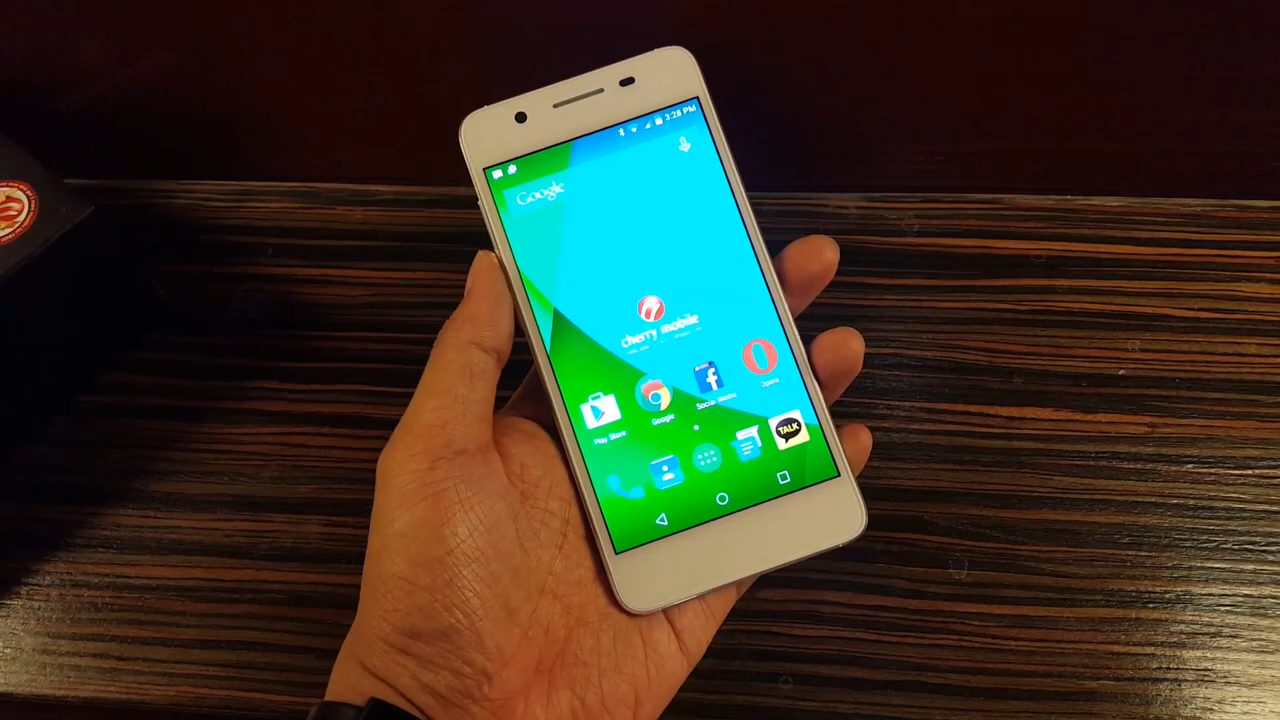 3:28 PM
Google
cherry mobile
Play Store
Google
Social Media
Opera
TALK